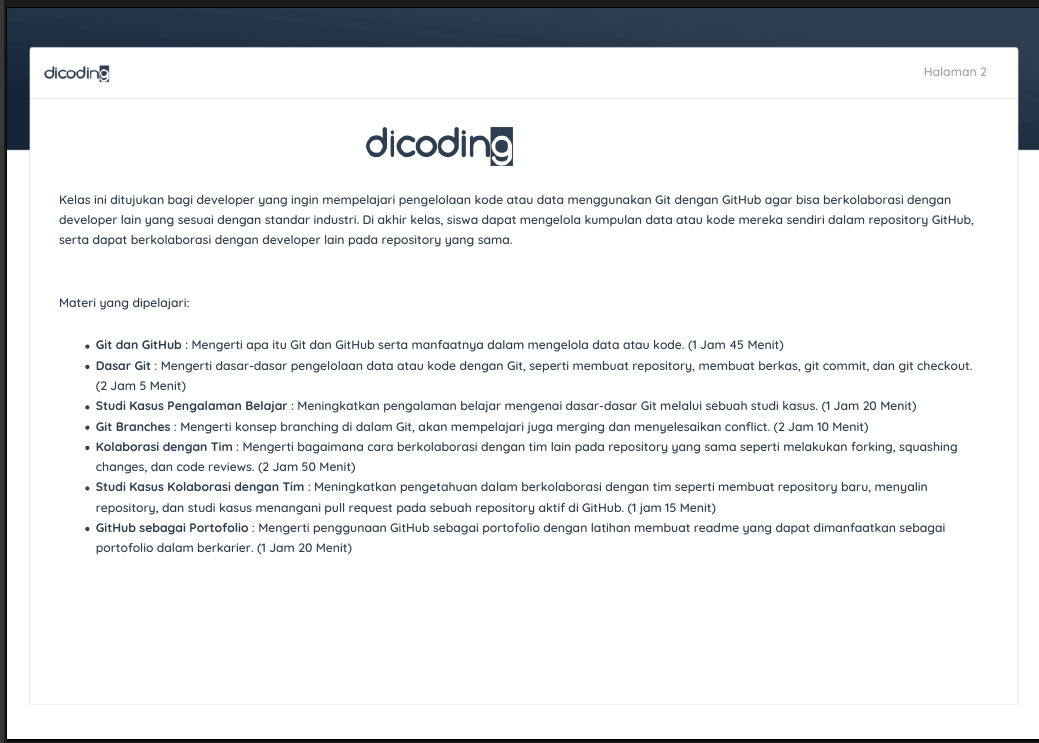 dicoding
Halaman 2
dicoding
Kelas ini ditujukan bagi developer yang ingin mempelajari pengelolaan kode atau data menggunakan Git dengan GitHub agar bisa berkolaborasi dengan
developer lain yang sesuai dengan standar industri. Di akhir kelas, siswa dapat mengelola kumpulan data atau kode mereka sendiri dalam repository GitHub,
serta dapat berkolaborasi dengan developer lain pada repository yang sama.
Materi yang dipelajari:
• Git dan GitHub : Mengerti apa itu Git dan GitHub serta manfaatnya dalam mengelola data atau kode. (1 Jam 45 Menit)
• Dasar Git : Mengerti dasar-dasar pengelolaan data atau kode dengan Git, seperti membuat repository, membuat berkas, git commit, dan git checkout.
(2 Jam 5 Menit)
• Studi Kasus Pengalaman Belajar : Meningkatkan pengalaman belajar mengenai dasar-dasar Git melalui sebuah studi kasus. (1 Jam 20 Menit)
• Git Branches : Mengerti konsep branching di dalam Git, akan mempelajari juga merging dan menyelesaikan conflict. (2 Jam 10 Menit)
• Kolaborasi dengan Tim : Mengerti bagaimana cara berkolaborasi dengan tim lain pada repository yang sama seperti melakukan forking, squashing
changes, dan code reviews. (2 Jam 50 Menit)
• Studi Kasus Kolaborasi dengan Tim : Meningkatkan pengetahuan dalam berkolaborasi dengan tim seperti membuat repository baru, menyalin
repository, dan studi kasus menangani pull request pada sebuah repository aktif di GitHub. (1 jam 15 Menit)
• GitHub sebagai Portofolio : Mengerti penggunaan GitHub sebagai portofolio dengan latihan membuat readme yang dapat dimanfaatkan sebagai
portofolio dalam berkarier. (1 Jam 20 Menit)